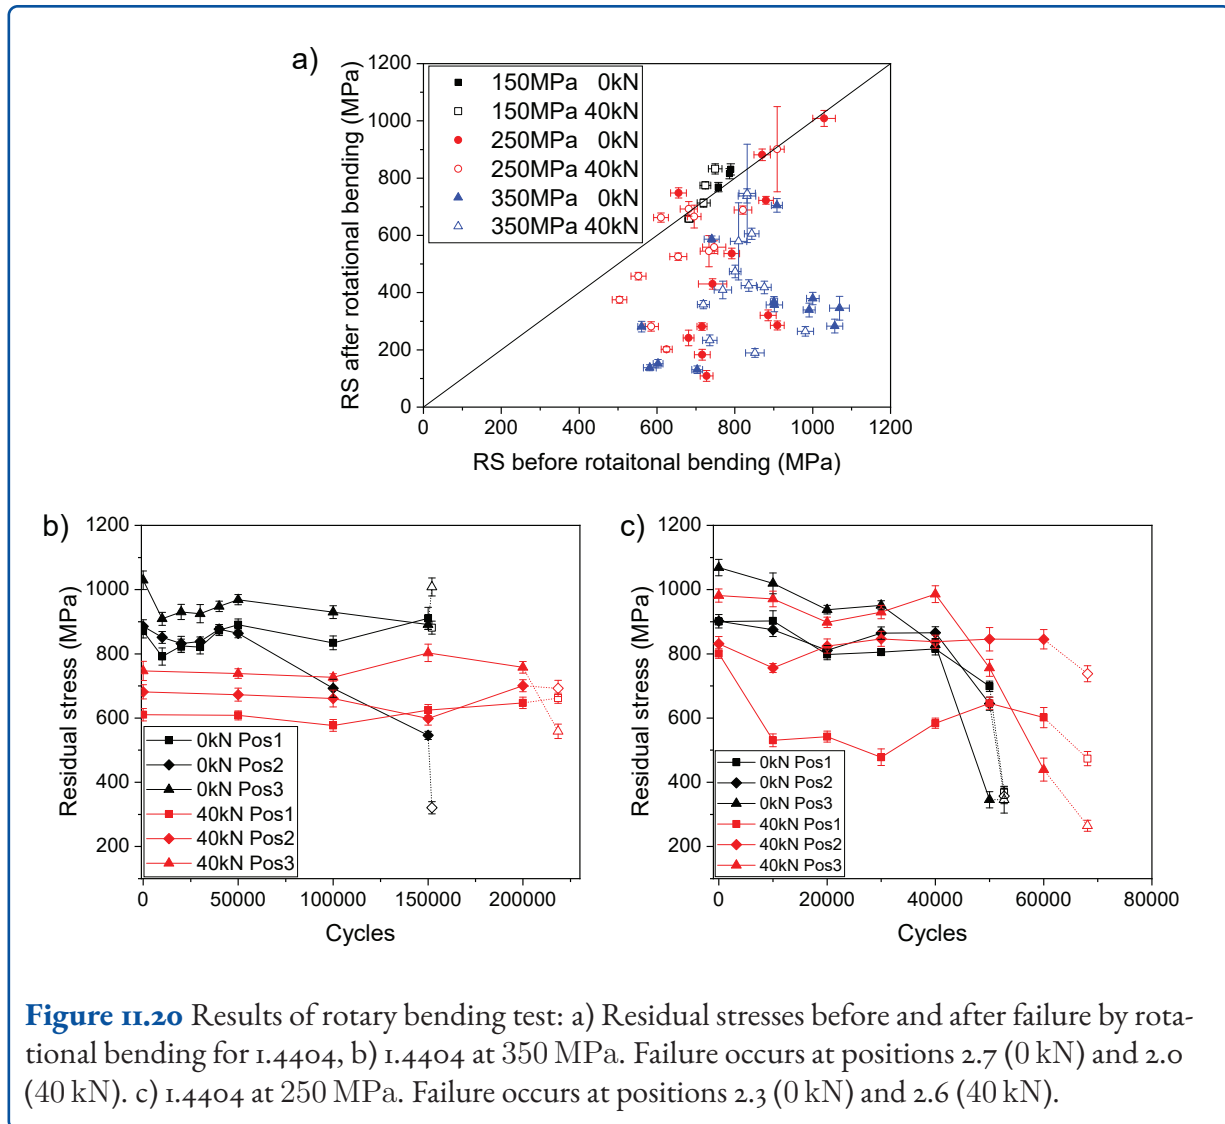 a)
1200
1000
800
600
400
200
0
RS after rotational bending (MPa)
150MPa 0kN
150MPa 40kN
250MPa 0kN
250MPa 40kN
350MPa 0kN
350MPa 40kN
0 200 400 600 800 1000 1200
RS before rotaitonal bending (MPa)
b)
1200
1000
800
600
400
200
Residual stress (MPa)
0kN Pos1
0kN Pos2
0kN Pos3
40kN Pos1
40kN Pos2
40kN Pos3
0 50000 100000 150000 200000
Cycles
c)
1200
1000
800
600
400
200
Residual stress (MPa)
0kN Pos1
0kN Pos2
0kN Pos3
40kN Pos1
40kN Pos2
40kN Pos3
0 20000 40000 60000 80000
Cycles
Figure 11.20 Results of rotary bending test: a) Residual stresses before and after failure by rota-
tional bending for 1.4404, b) 1.4404 at 350 MPa. Failure occurs at positions 2.7 (0 kN) and 2.0
(40 kN). c) 1.4404 at 250 MPa. Failure occurs at positions 2.3 (0 kN) and 2.6 (40 kN).